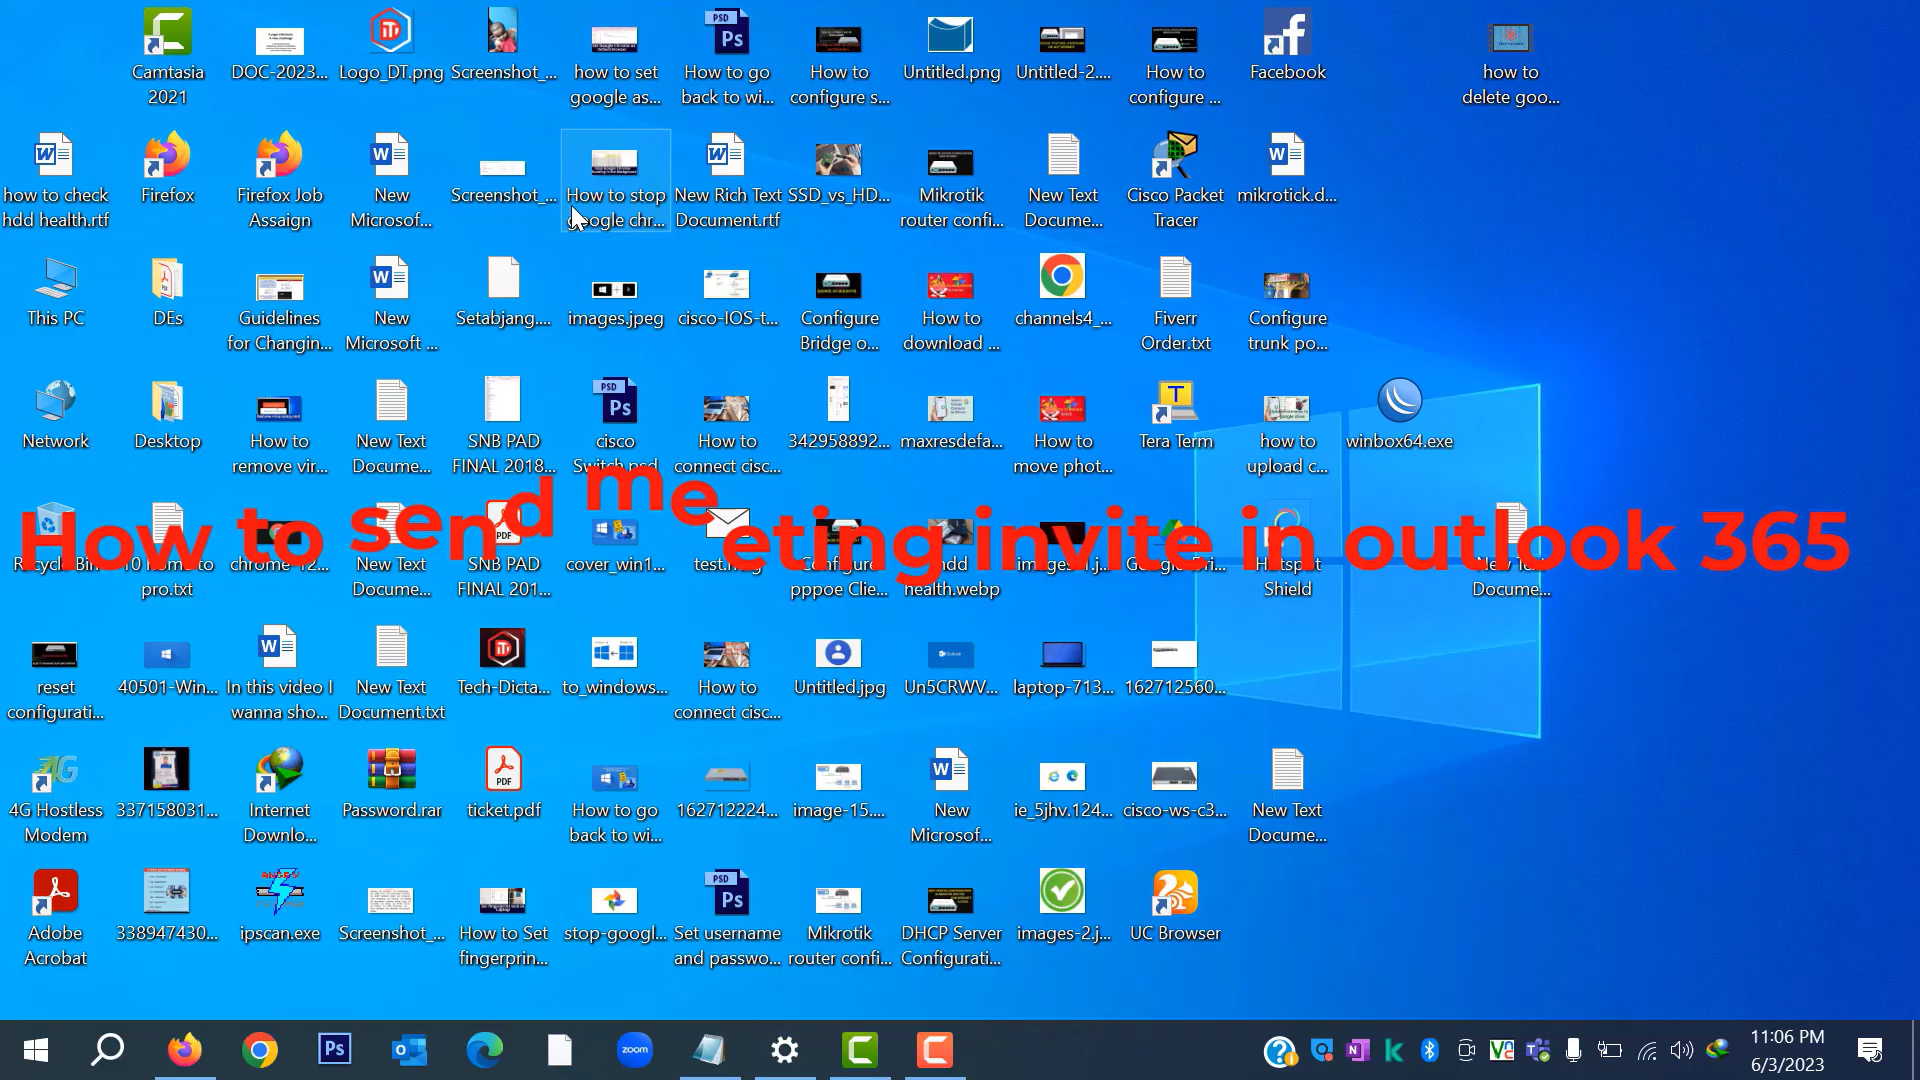 Camtasia
2021
DOC-2023...
Logo_DT.png
Screenshot_...
how to set
google as...
How to go
back to wi...
How to
configure s...
Untitled.png
Untitled-2....
How to
configure ...
Facebook
how to
delete goo...
how to check
hdd health.rtf
Firefox
Firefox Job
Assaign
New
Microsof...
Screenshot_...
How to stop
google chr...
New Rich Text
Document.rtf
SSD_vs_HD...
Mikrotik
router confi...
New Text
Docume...
Cisco Packet
Tracer
mikrotick.d...
This PC
DEs
Guidelines
for Changin...
New
Microsoft ...
Setabjang....
images.jpeg
cisco-IOS-t...
Configure
Bridge o...
How to
download ...
channels4_...
Fiverr
Order.txt
Configure
trunk po...
Network
Desktop
How to
remove vir...
New Text
Docume...
SNB PAD
FINAL 2018...
cisco
Switch.psd
How to
connect cisc...
342958892...
maxresdefa...
How to
move phot...
Tera Term
how to
upload c...
winbox64.exe
How to send meeting invite in outlook 365
Recycle Bin
10 home to
pro.txt
New Text
Docume...
SNB PAD
FINAL 201...
cover_win1...
Configure
pppoe Clie...
hdd
health.webp
Hotspot
Shield
New Text
Docume...
reset
configurati...
40501-Win...
In this video I
wanna sho...
New Text
Document.txt
Tech-Dicta...
to_windows...
How to
connect cisc...
Untitled.jpg
Un5CRWV...
laptop-713...
162712560...
4G Hostless
Modem
337158031...
Internet
Downlo...
Password.rar
ticket.pdf
How to go
back to wi...
162712224...
image-15....
New
Microsof...
ie_5jhv.124...
cisco-ws-c3...
New Text
Docume...
Adobe
Acrobat
338947430...
ipscan.exe
Screenshot_...
How to Set
fingerprin...
stop-googl...
Set username
and passwo...
Mikrotik
router confi...
DHCP Server
Configurati...
images-2.j...
UC Browser
11:06 PM
6/3/2023